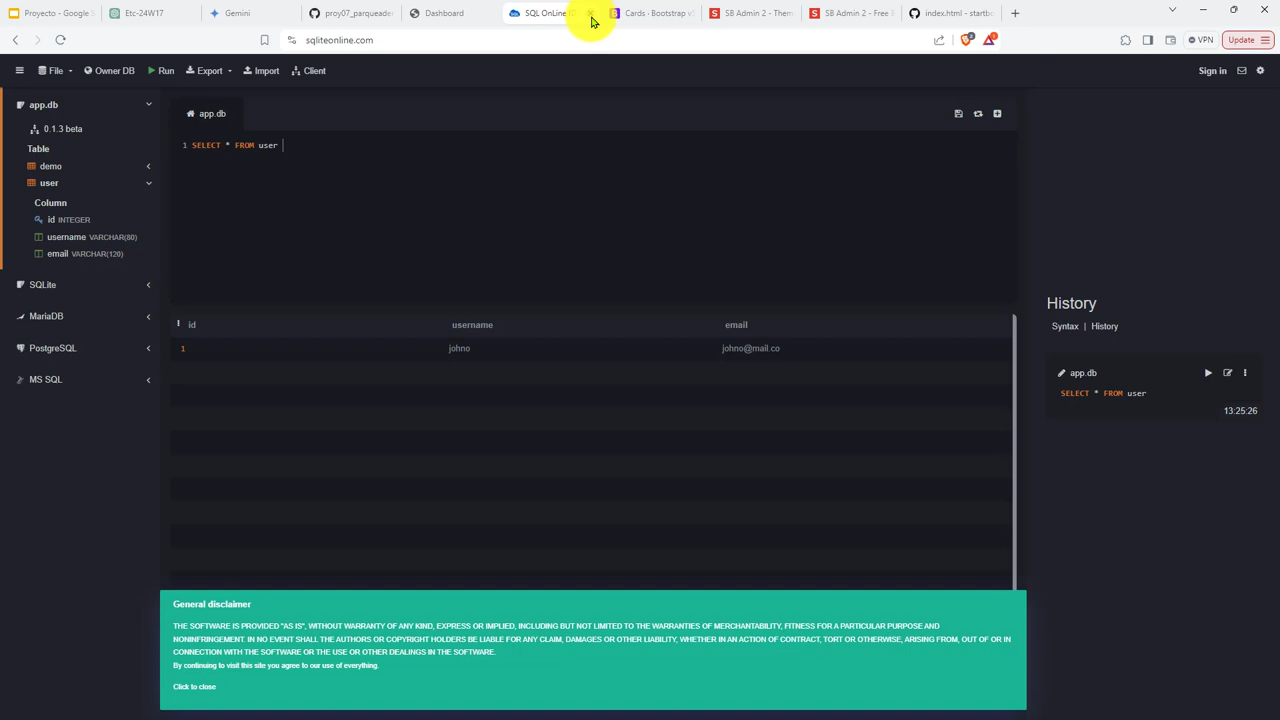 Proyecto - Google S
Etc-24W17
Gemini
proy07_parqueader
Dashboard
SQL OnLine
Cards · Bootstrap v
SB Admin 2 - Them
SB Admin 2 - Free
index.html - startbo
sqliteonline.com
VPN
Update
File
Owner DB
Run
Export
Import
Client
Sign in
app.db
0.1.3 beta
Table
demo
user
Column
id INTEGER
username VARCHAR(80)
email VARCHAR(120)
SQLite
MariaDB
PostgreSQL
MS SQL
app.db
1 SELECT * FROM user
id username email
1 johno johno@mail.co
History
Syntax | History
app.db
SELECT * FROM user
13:25:26
General disclaimer
THE SOFTWARE IS PROVIDED "AS IS", WITHOUT WARRANTY OF ANY KIND, EXPRESS OR IMPLIED, INCLUDING BUT NOT LIMITED TO THE WARRANTIES OF MERCHANTABILITY, FITNESS FOR A PARTICULAR PURPOSE AND
NONINFRINGEMENT. IN NO EVENT SHALL THE AUTHORS OR COPYRIGHT HOLDERS BE LIABLE FOR ANY CLAIM, DAMAGES OR OTHER LIABILITY, WHETHER IN AN ACTION OF CONTRACT, TORT OR OTHERWISE, ARISING FROM, OUT OF OR IN
CONNECTION WITH THE SOFTWARE OR THE USE OR OTHER DEALINGS IN THE SOFTWARE.
By continuing to visit this site you agree to our use of everything.
Click to close